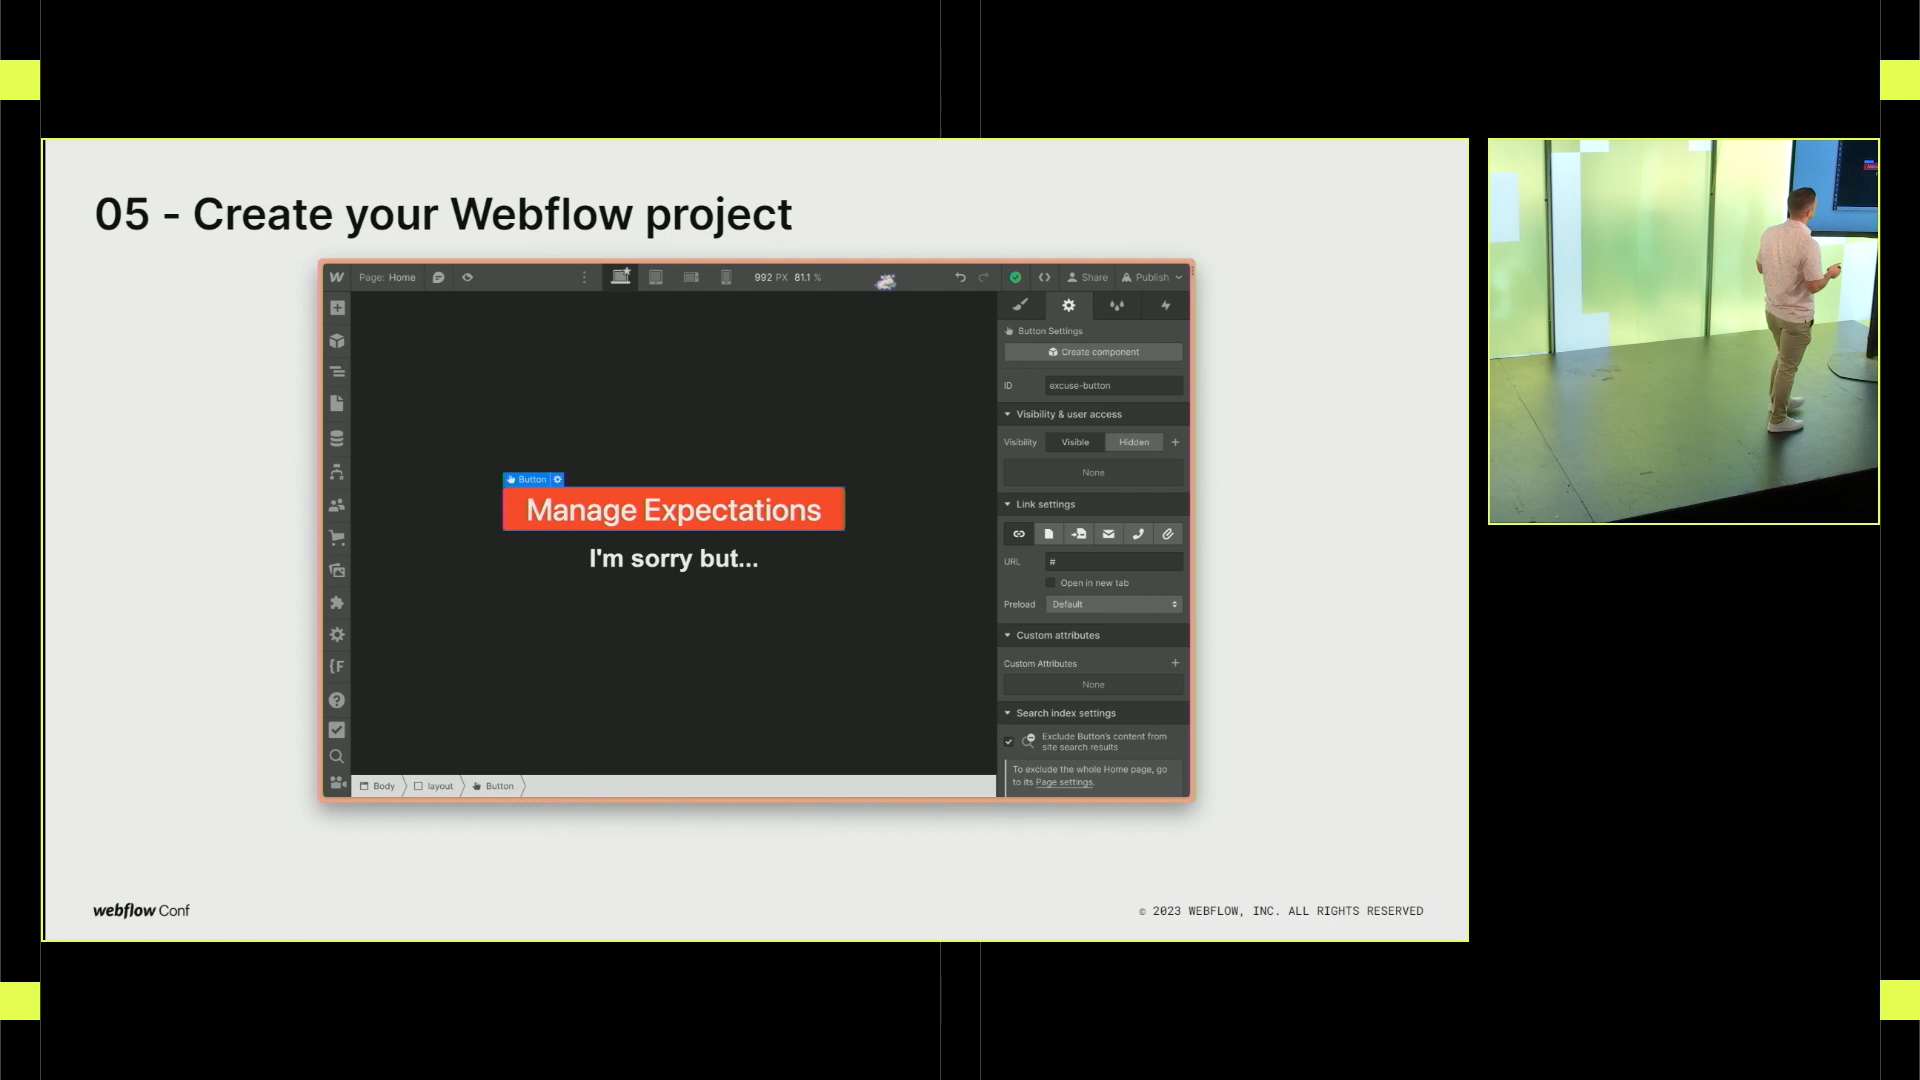 05 - Create your Webflow project
Page: Home
992 PX 81.1 %
Share
Publish
Button Settings
Create component
ID
excuse-button
Visibility & user access
Visibility
Visible
Hidden
None
Button
Manage Expectations
I'm sorry but...
Link settings
URL
#
Open in new tab
Preload
Default
Custom attributes
Custom Attributes
None
Search index settings
Exclude Button's content from
site search results
To exclude the whole Home page, go
to its Page settings.
Body
layout
Button
webflow Conf
© 2023 WEBFLOW, INC. ALL RIGHTS RESERVED